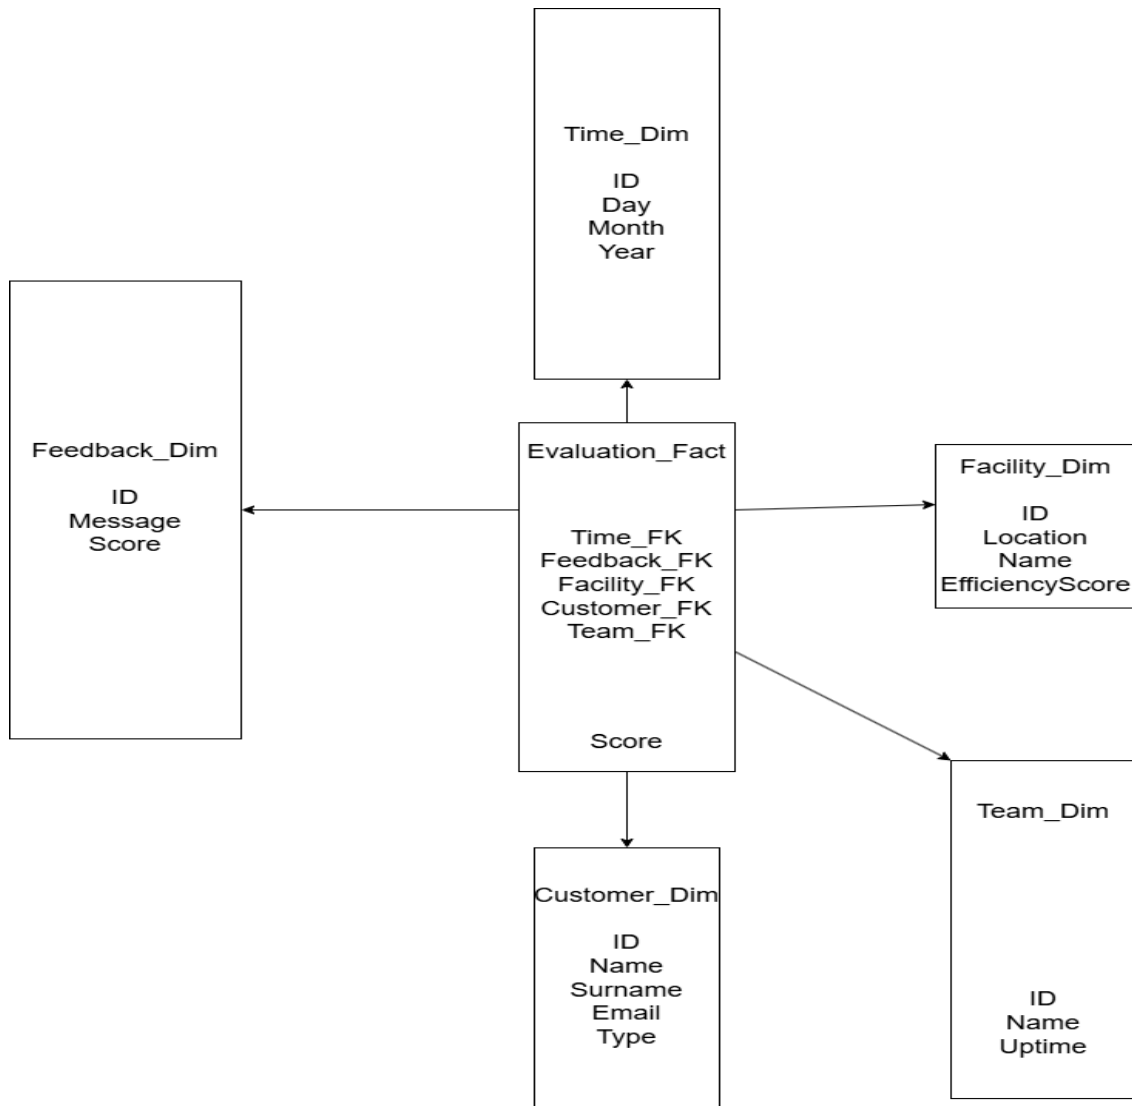 Time_Dim
ID
Day
Month
Year
Feedback_Dim
ID
Message
Score
Evaluation_Fact
Time_FK
Feedback_FK
Facility_FK
Customer_FK
Team_FK
Score
Facility_Dim
ID
Location
Name
EfficiencyScore
Team_Dim
ID
Name
Uptime
Customer_Dim
ID
Name
Surname
Email
Type